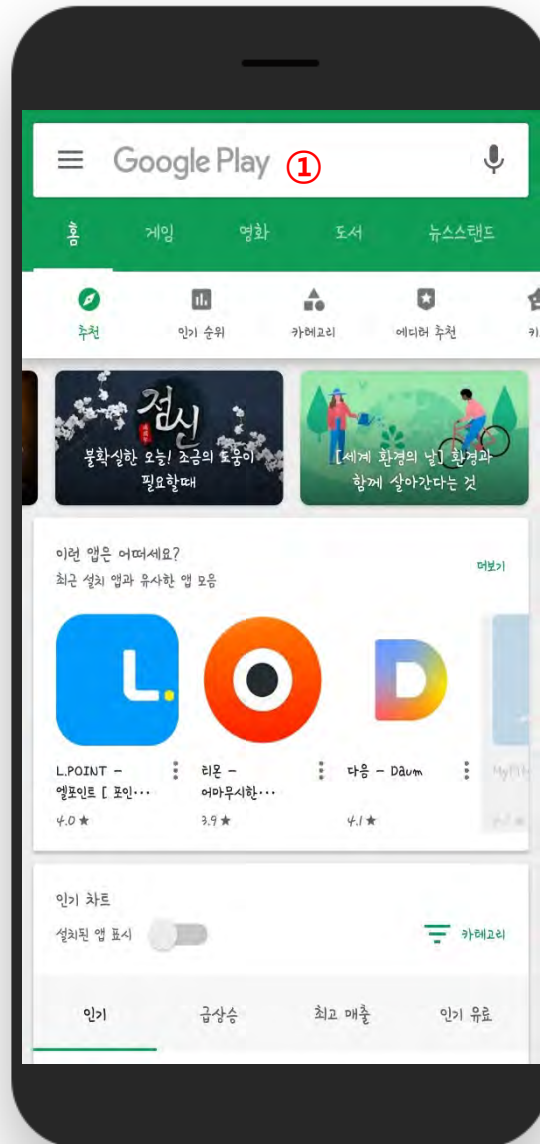 Google Play ①
홈 게임 영화 도서 뉴스스탠드
추천 인기 순위 카테고리 에디터 추천 키
점신
불확실한 오늘! 조금의 도움이
필요할때
[세계 환경의 날] 환경과
함께 살아간다는 것
이런 앱은 어떠세요?
더보기
최근 설치 앱과 유사한 앱 모음
L.POINT –
엘포인트 [ 포인...
4.0 ★
리몬 –
어마무시한...
3.9 ★
다음 – Daum
4.1 ★
인기 차트
설치된 앱 표시
카테고리
인기 급상승 최고 매출 인기 유료